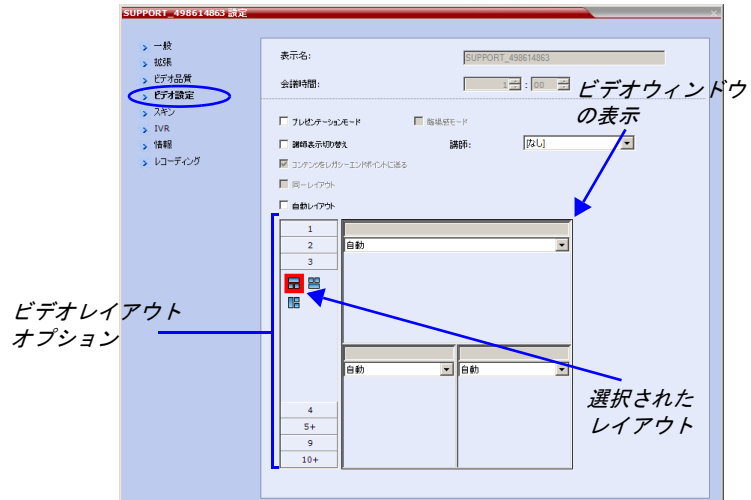 SUPPORT_498614863 設定
一般
拡張
ビデオ品質
ビデオ設定
スキン
IVR
情報
レコーディング
表示名:
SUPPORT_498614863
会議時間:
1 : 00
プレゼンテーションモード
臨場感モード
講師表示切り替え
講師:
[なし]
コンテンツをレガシーエンドポイントに送る
同一レイアウト
自動レイアウト
1
2
3
4
5+
9
10+
自動
自動
自動
ビデオウィンドウ
の表示
ビデオレイアウト
オプション
選択された
レイアウト